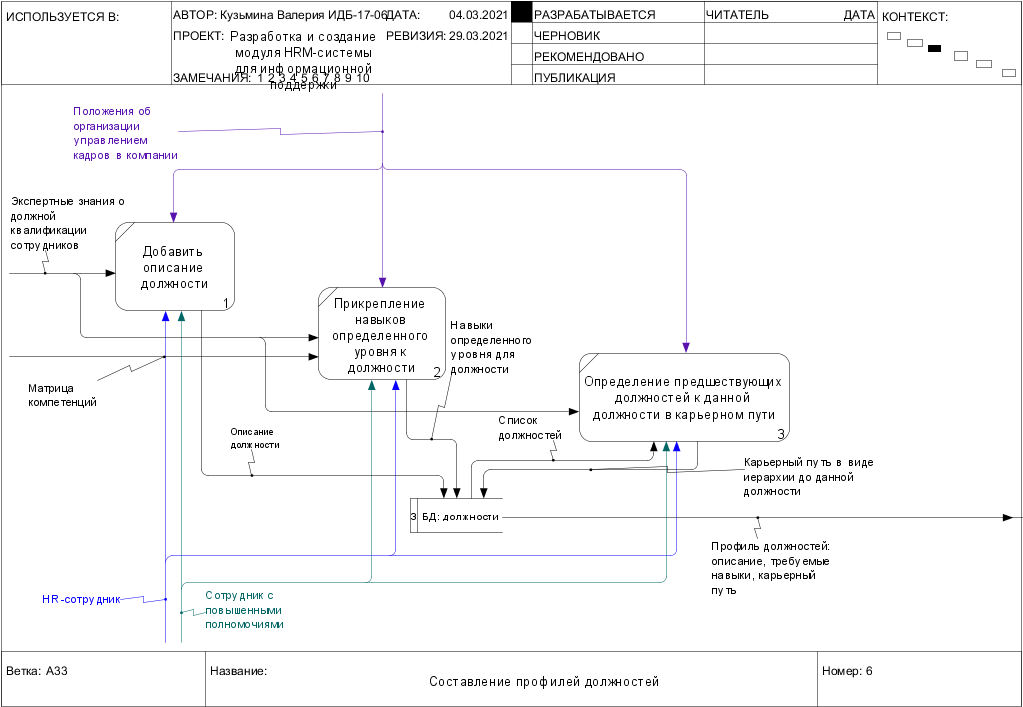 ИСПОЛЬЗУЕТСЯ В:
АВТОР: Кузьмина Валерия ИДБ-17-06
ДАТА: 04.03.2021
ПРОЕКТ: Разработка и создание
модуля HRM-системы
для информационной
поддержки
РЕВИЗИЯ: 29.03.2021
ЗАМЕЧАНИЯ: 1 2 3 4 5 6 7 8 9 10
РАЗРАБАТЫВАЕТСЯ
ЧЕРНОВИК
РЕКОМЕНДОВАНО
ПУБЛИКАЦИЯ
ЧИТАТЕЛЬ
ДАТА
КОНТЕКСТ:
Положения об
организации
управлением
кадров в компании
Экспертные знания о
должной
квалификации
сотрудников
Добавить
описание
должности
1
Прикрепление
навыков
определенного
уровня к
должности
2
Навыки
определенного
уровня для
должности
Определение предшествующих
должностей к данной
должности в карьерном пути
3
Матрица
компетенций
Описание
должности
Список
должностей
Карьерный путь в виде
иерархии до данной
должности
3 БД: должности
Профиль должностей:
описание, требуемые
навыки, карьерный
путь
HR-сотрудник
Сотрудник с
повышенными
полномочиями
Ветка: A33
Название:
Составление профилей должностей
Номер: 6